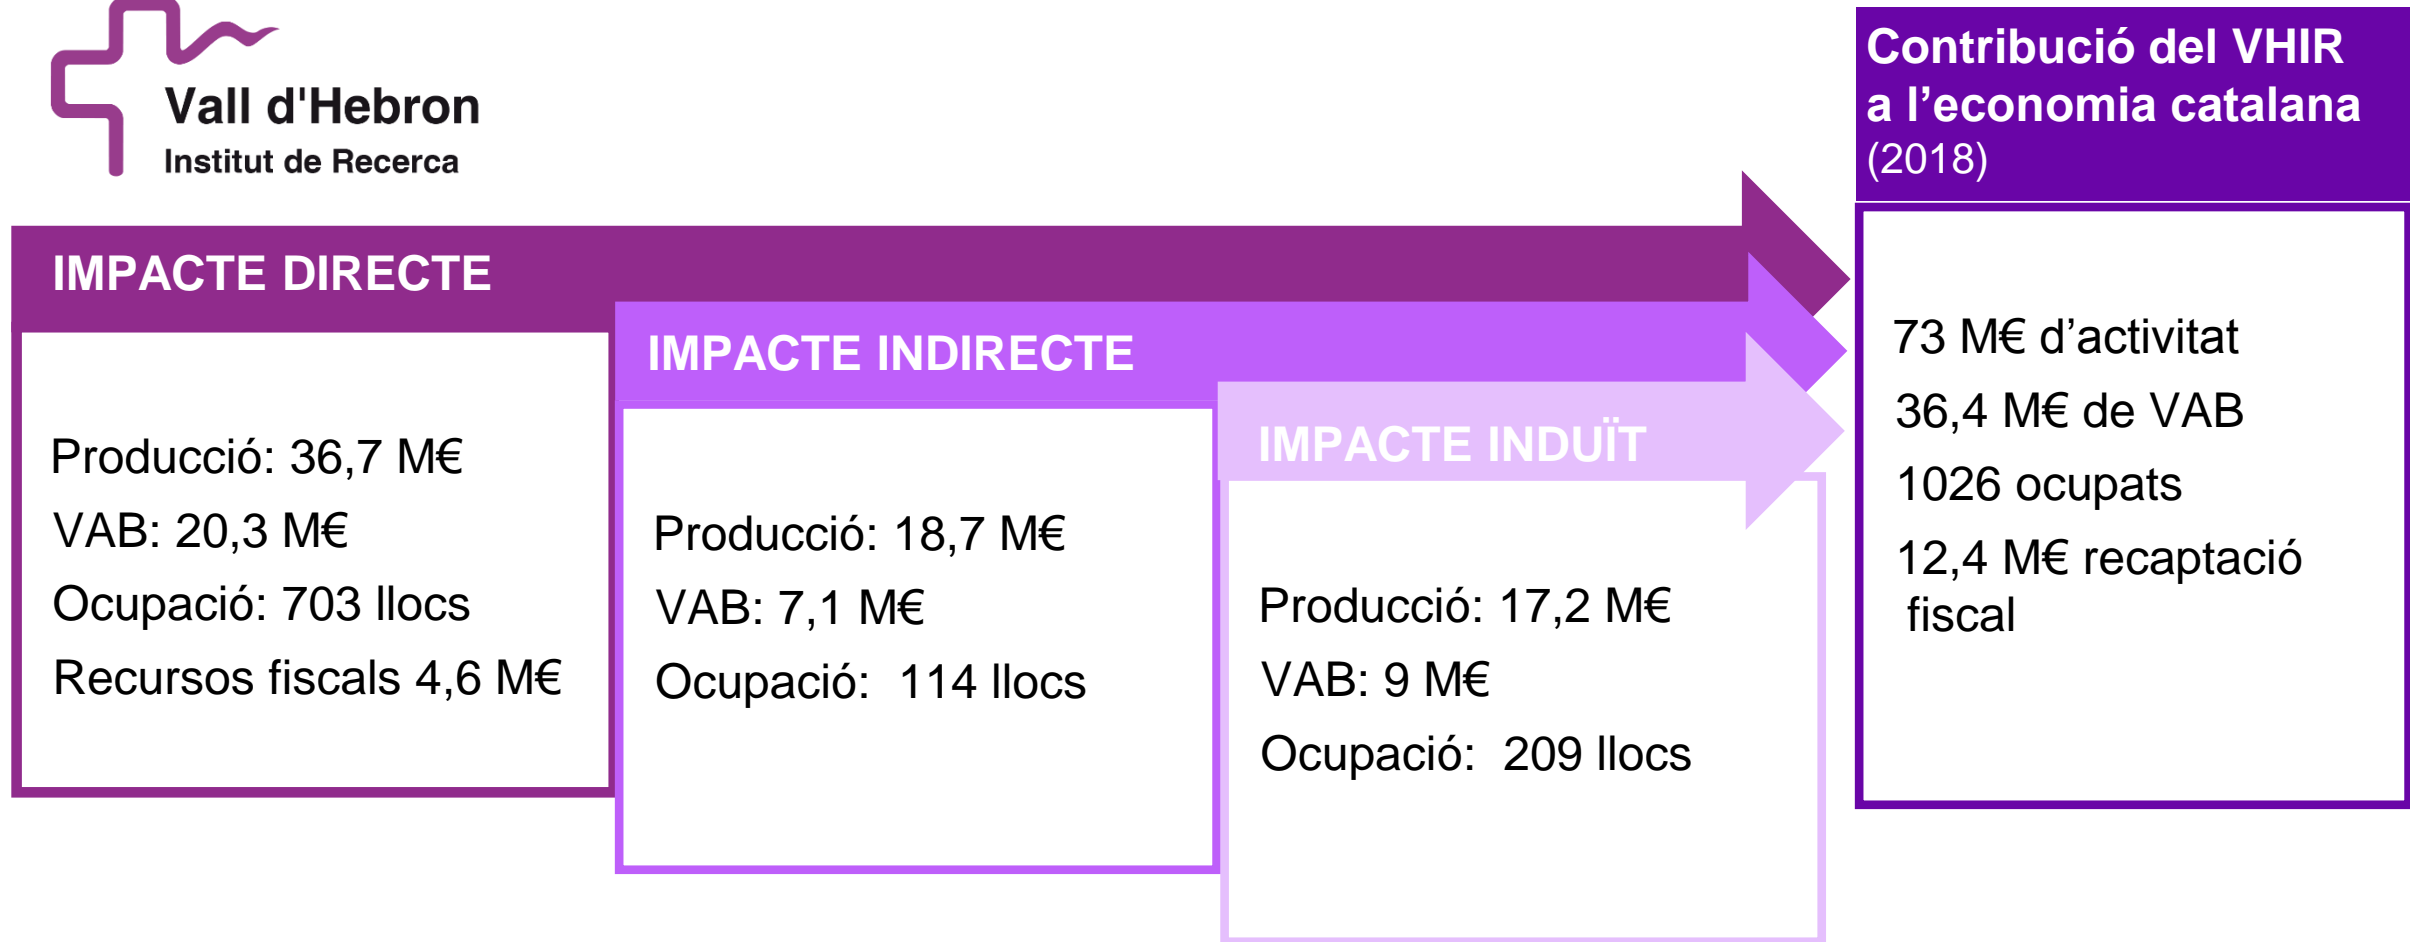 Vall d'Hebron
Institut de Recerca
IMPACTE DIRECTE
Producció: 36,7 M€
VAB: 20,3 M€
Ocupació: 703 llocs
Recursos fiscals 4,6 M€
IMPACTE INDIRECTE
Producció: 18,7 M€
VAB: 7,1 M€
Ocupació: 114 llocs
IMPACTE INDUÏT
Producció: 17,2 M€
VAB: 9 M€
Ocupació: 209 llocs
Contribució del VHIR
a l’economia catalana
(2018)
73 M€ d’activitat
36,4 M€ de VAB
1026 ocupats
12,4 M€ recaptació
fiscal